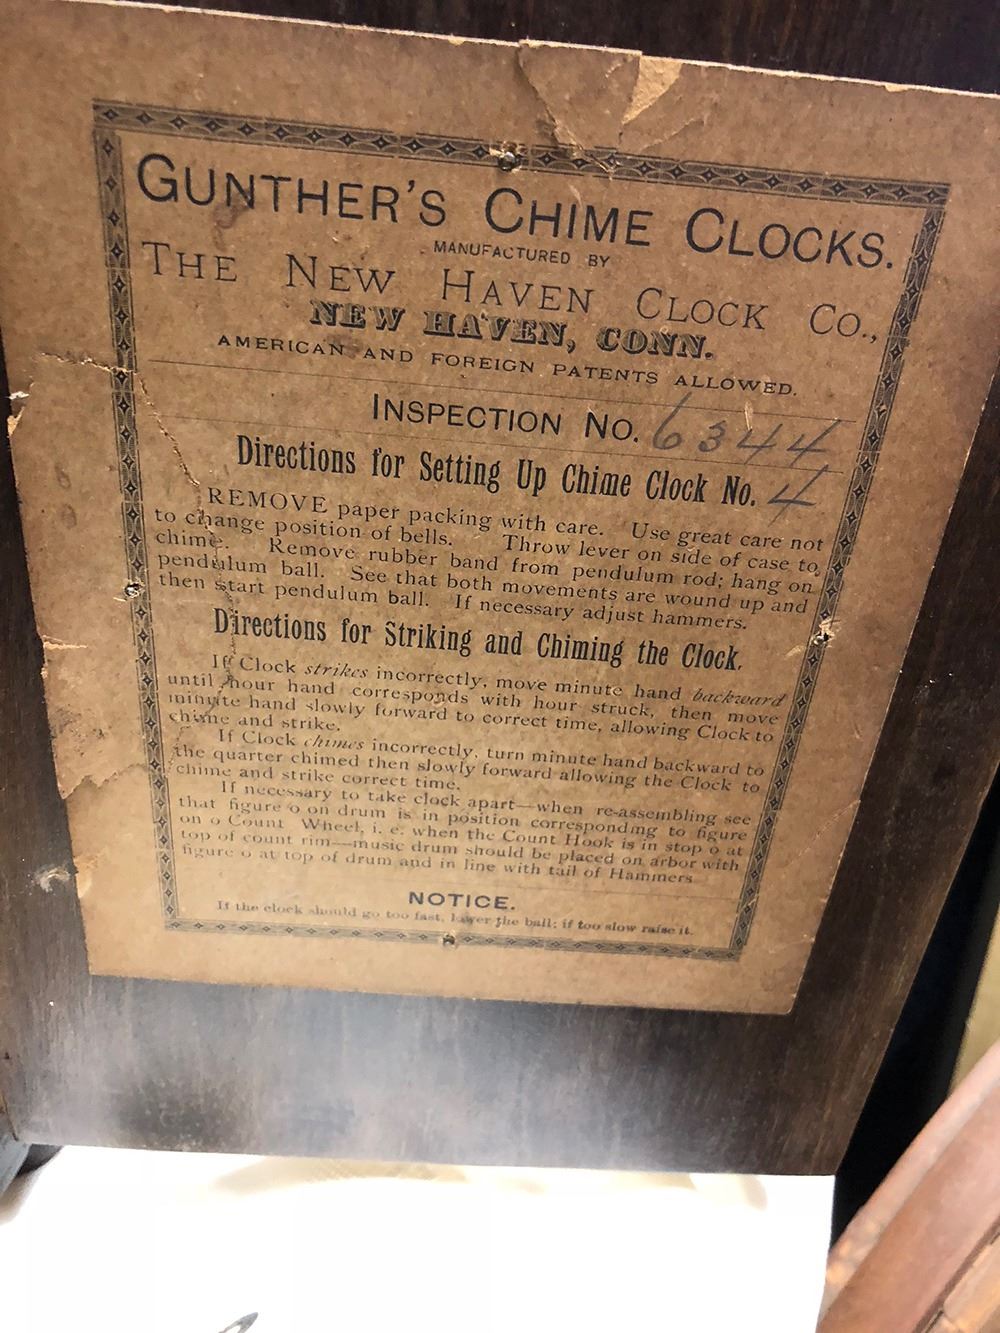 GUNTHER'S CHIME CLOCKS.
MANUFACTURED BY
THE NEW HAVEN CLOCK CO.,
NEW HAVEN, CONN.
AMERICAN AND FOREIGN PATENTS ALLOWED.
INSPECTION NO. 6344
Directions for Setting Up Chime Clock No. 4
REMOVE paper packing with care. Use great care not
to change position of bells. Throw lever on side of case to
chime. Remove rubber band from pendulum rod; hang on
pendulum ball. See that both movements are wound up and
then start pendulum ball. If necessary adjust hammers.
Directions for Striking and Chiming the Clock.
If Clock strikes incorrectly, move minute hand backward
until hour hand corresponds with hour struck, then move
minute hand slowly forward to correct time, allowing Clock to
chime and strike.
If Clock chimes incorrectly, turn minute hand backward to
the quarter chimed then slowly forward allowing the Clock to
chime and strike correct time.
If necessary to take clock apart—when re-assembling see
that figure 0 on drum is in position corresponding to figure
on 0 Count Wheel, i. e. when the Count Hook is in stop 0 at
top of count rim—music drum should be placed on arbor with
figure 0 at top of drum and in line with tail of Hammers
NOTICE.
If the clock should go too fast, lower the ball; if too slow raise it.